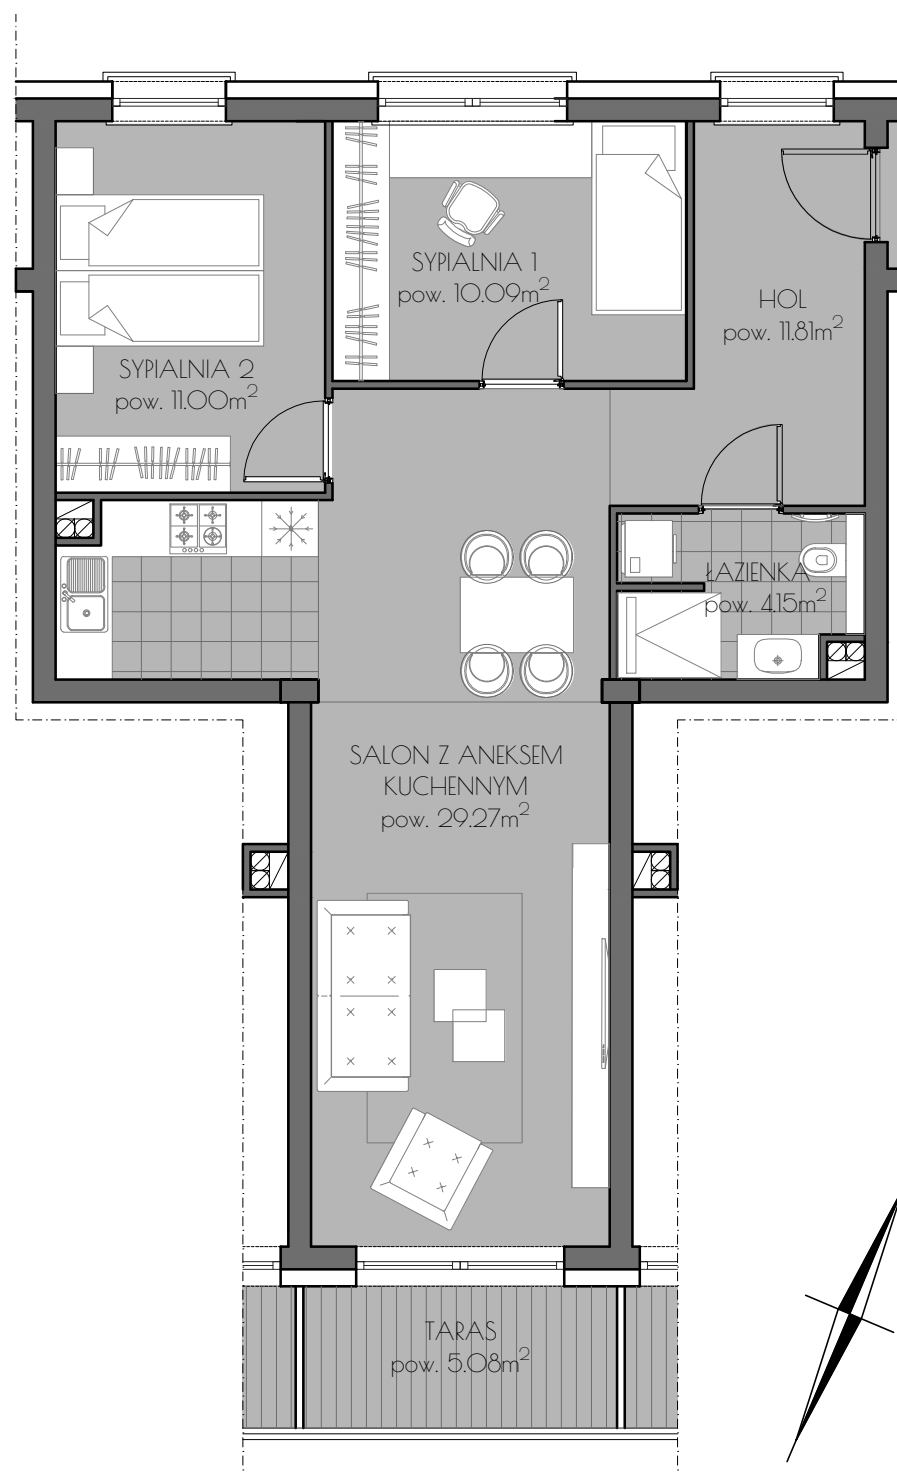 SYPIALNIA 1
pow. 10.09m²
HOL
pow. 11.81m²
SYPIALNIA 2
pow. 11.00m²
ŁAZIENKA
pow. 4.15m²
SALON Z ANEKSEM
KUCHENNYM
pow. 29.27m²
TARAS
pow. 5.08m²